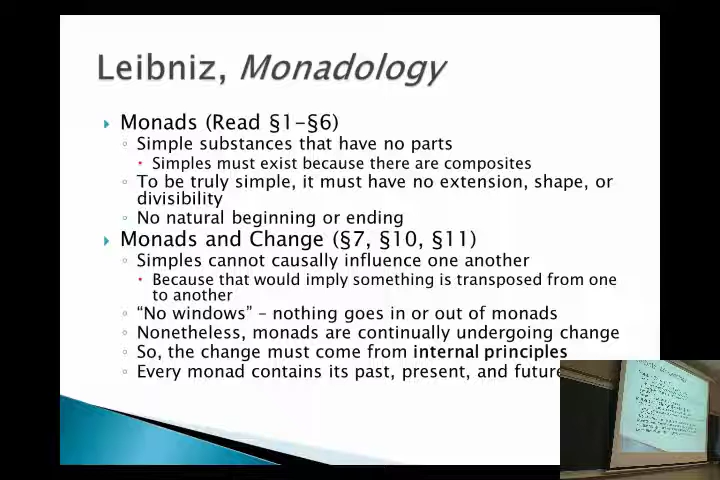 Leibniz, Monadology
Monads (Read §1-§6)
Simple substances that have no parts
Simples must exist because there are composites
To be truly simple, it must have no extension, shape, or
divisibility
No natural beginning or ending
Monads and Change (§7, §10, §11)
Simples cannot causally influence one another
Because that would imply something is transposed from one
to another
“No windows” – nothing goes in or out of monads
Nonetheless, monads are continually undergoing change
So, the change must come from internal principles
Every monad contains its past, present, and future